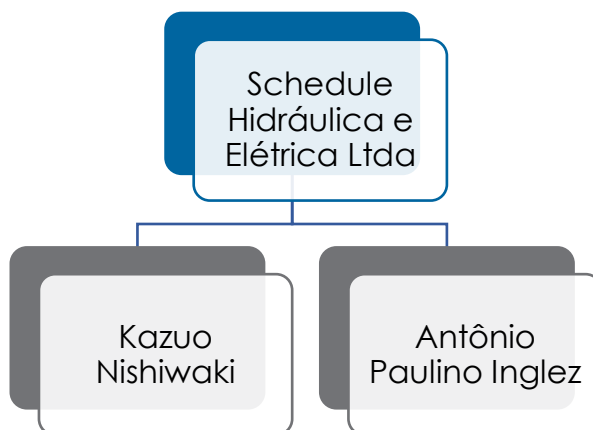 Schedule
Hidráulica e
Elétrica Ltda
Kazuo
Nishiwaki
Antônio
Paulino Inglez